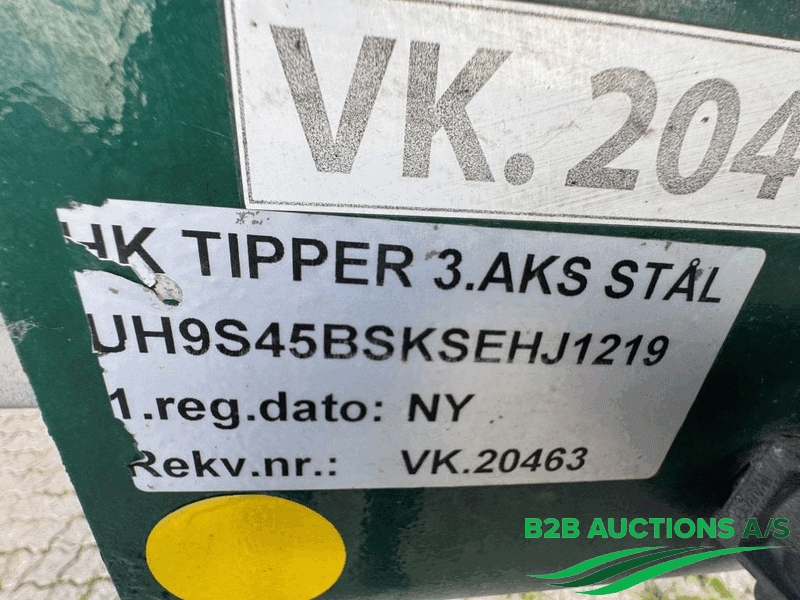 VK.204
HK TIPPER 3.AKS STÅL
UH9S45BSKSEHJ1219
1.reg.dato: NY
Rekv.nr.: VK.20463
B2B AUCTIONS A/S